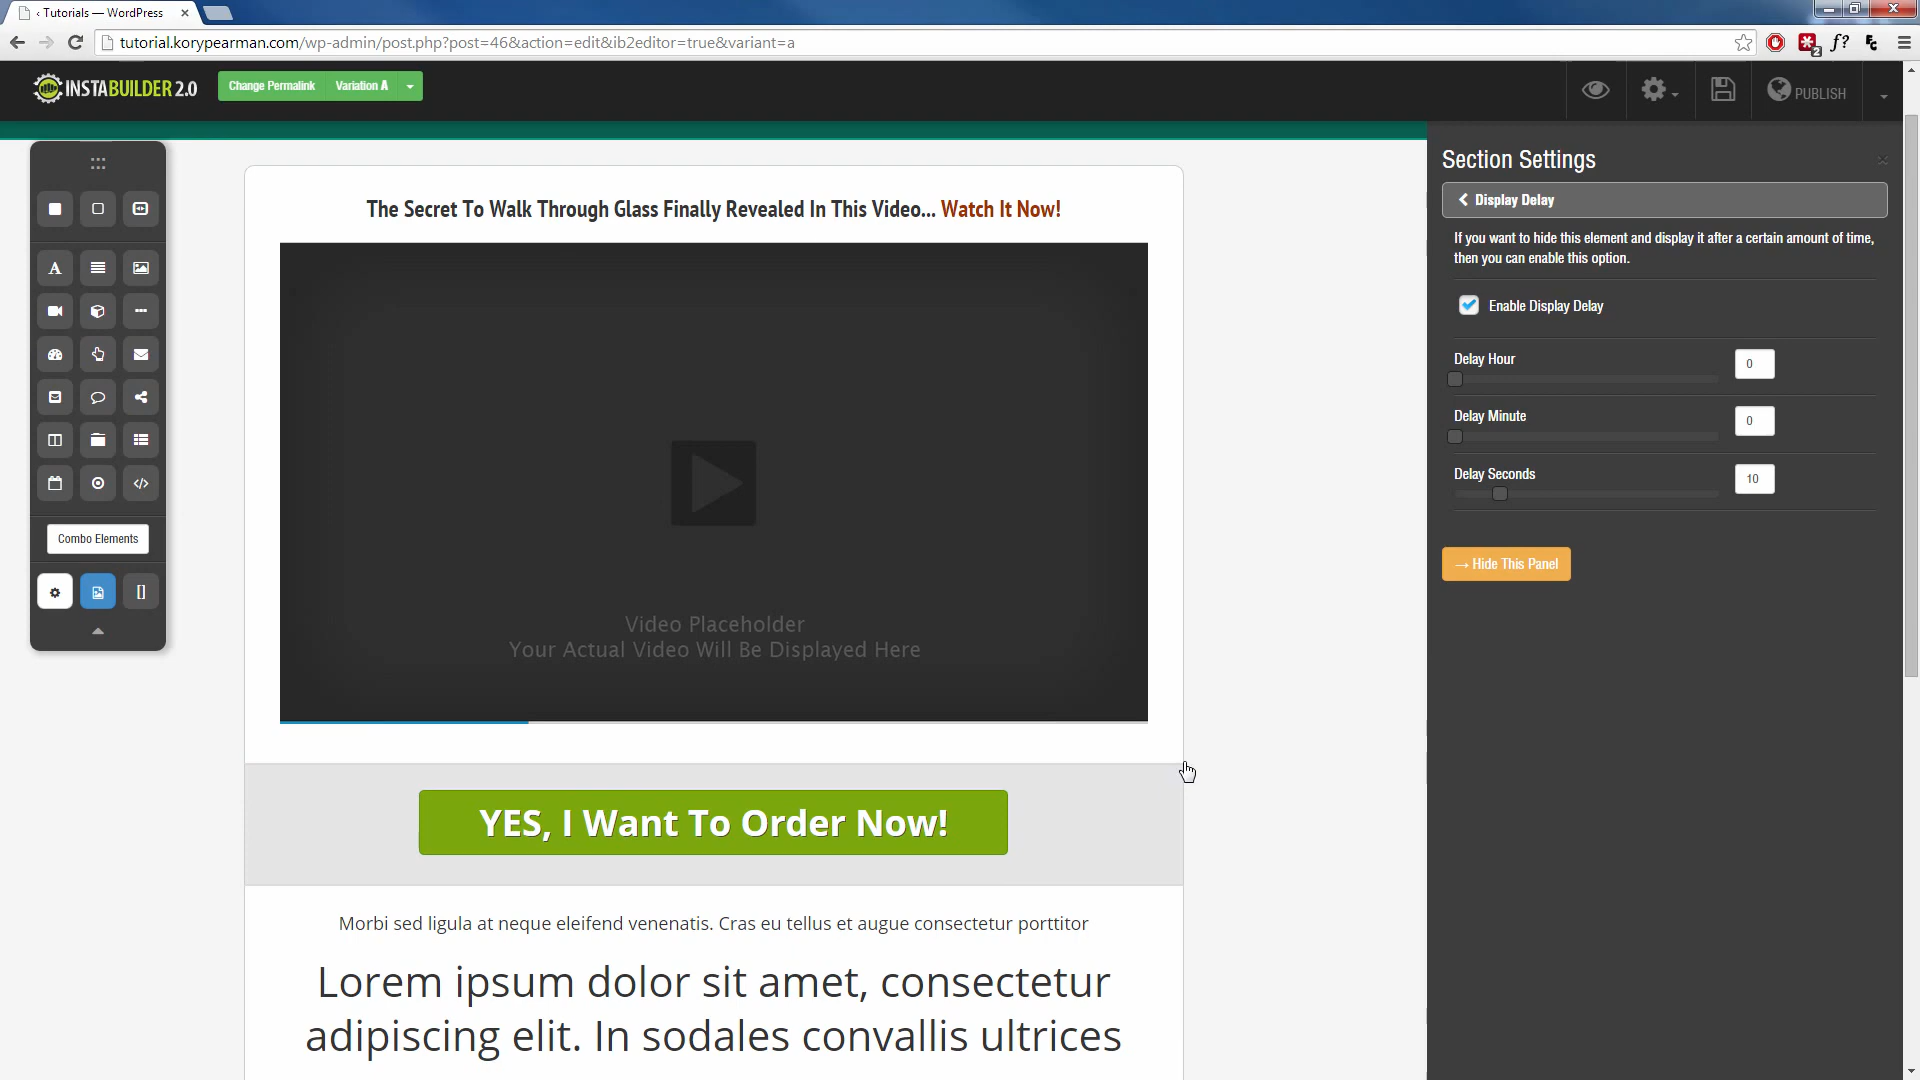 ‹ Tutorials — WordPress
tutorial.korypearman.com/wp-admin/post.php?post=46&action=edit&ib2editor=true&variant=a
2
f?
INSTABUILDER 2.0
Change Permalink
Variation A
PUBLISH
Section Settings
Display Delay
If you want to hide this element and display it after a certain amount of time,
then you can enable this option.
Enable Display Delay
Delay Hour
0
Delay Minute
0
Delay Seconds
10
→ Hide This Panel
A
Combo Elements
[]
The Secret To Walk Through Glass Finally Revealed In This Video... Watch It Now!
Video Placeholder
Your Actual Video Will Be Displayed Here
YES, I Want To Order Now!
Morbi sed ligula at neque eleifend venenatis. Cras eu tellus et augue consectetur porttitor
Lorem ipsum dolor sit amet, consectetur
adipiscing elit. In sodales convallis ultrices